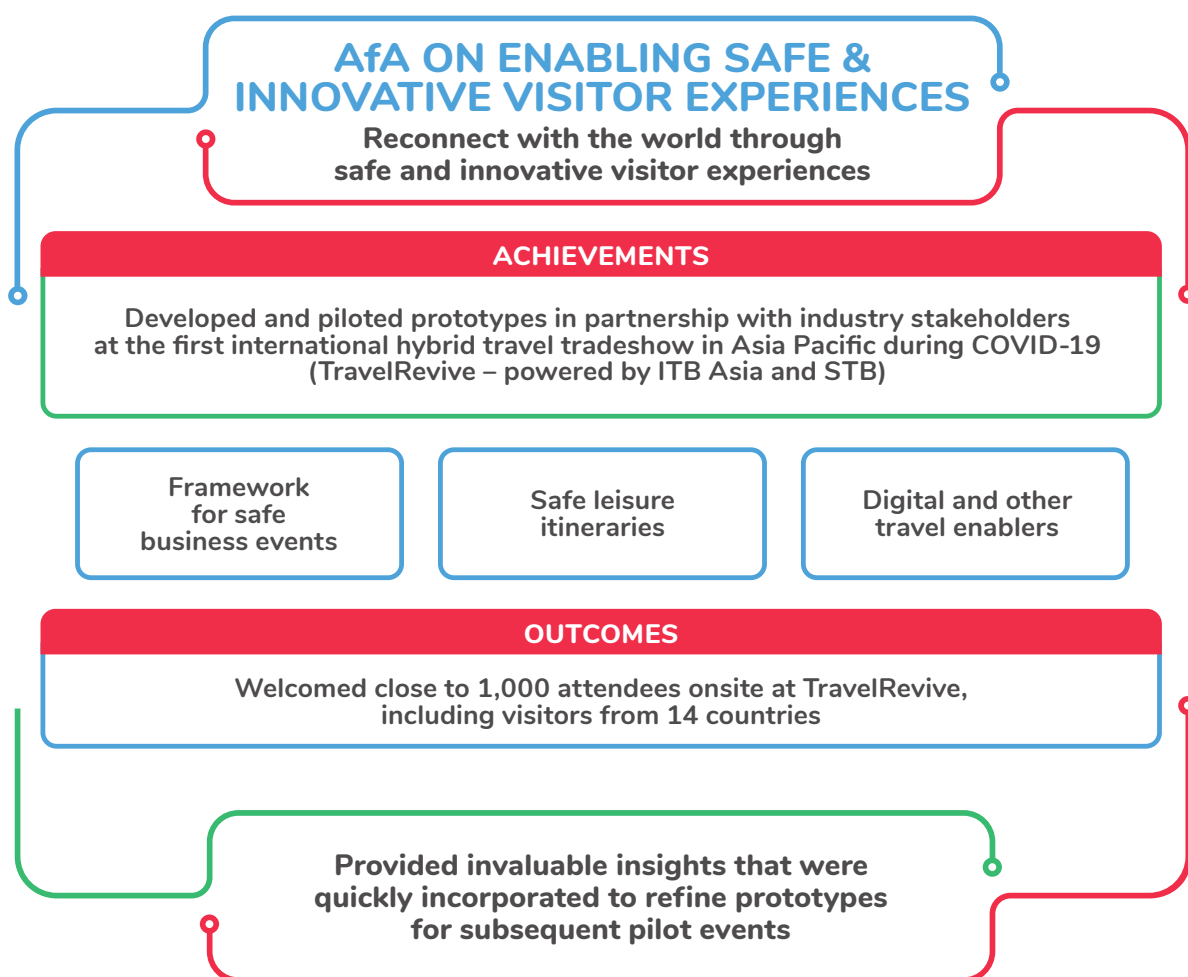 AfA ON ENABLING SAFE &
INNOVATIVE VISITOR EXPERIENCES
Reconnect with the world through
safe and innovative visitor experiences
ACHIEVEMENTS
Developed and piloted prototypes in partnership with industry stakeholders
at the first international hybrid travel tradeshow in Asia Pacific during COVID-19
(TravelRevive – powered by ITB Asia and STB)
Framework
for safe
business events
Safe leisure
itineraries
Digital and other
travel enablers
OUTCOMES
Welcomed close to 1,000 attendees onsite at TravelRevive,
including visitors from 14 countries
Provided invaluable insights that were
quickly incorporated to refine prototypes
for subsequent pilot events